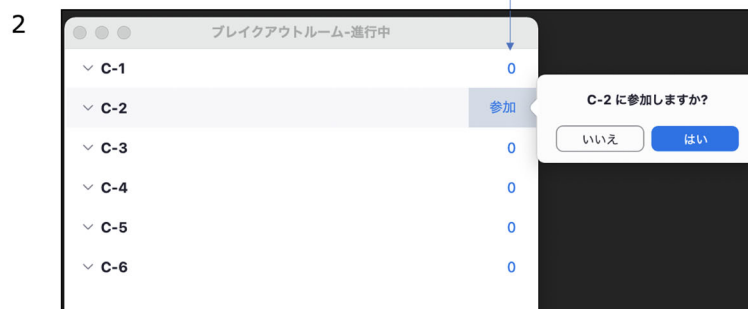 2
ブレイクアウトルーム-進行中
C-1 0
C-2 参加
C-2 に参加しますか?
いいえ はい
C-3 0
C-4 0
C-5 0
C-6 0